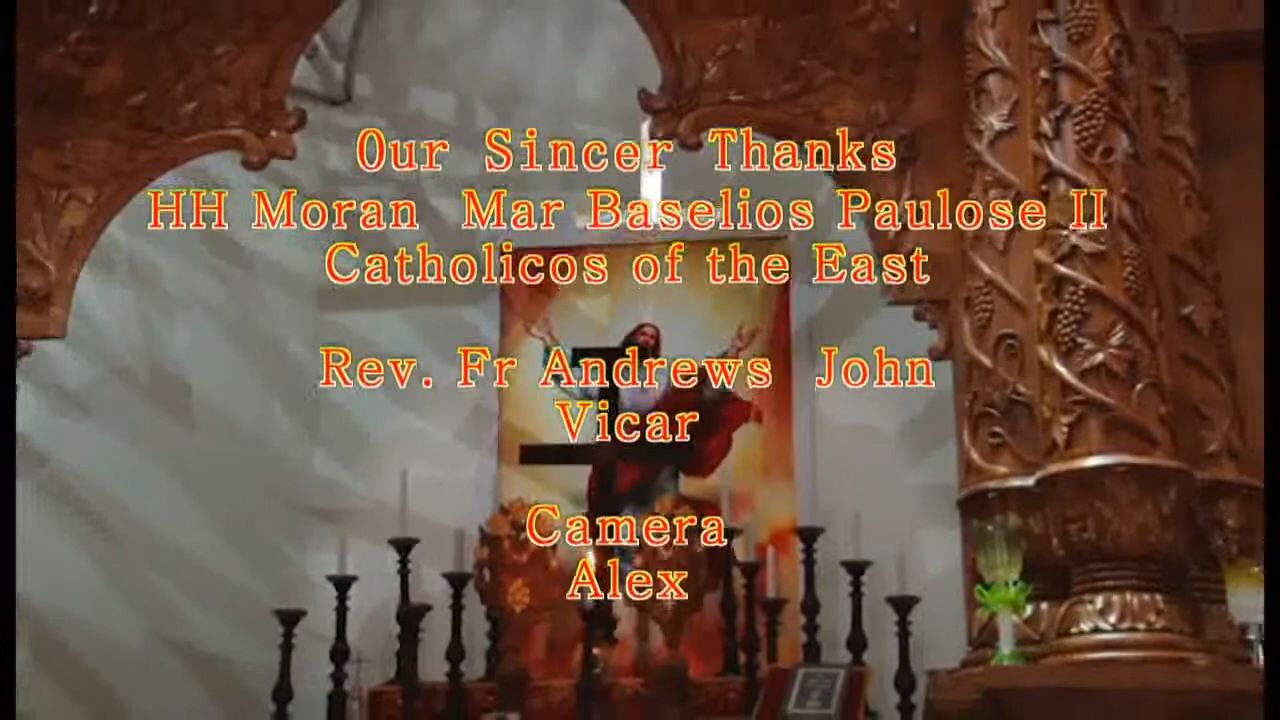 Our Sincer Thanks
HH Moran Mar Baselios Paulose II
Catholicos of the East
Rev. Fr Andrews John
Vicar
Camera
Alex